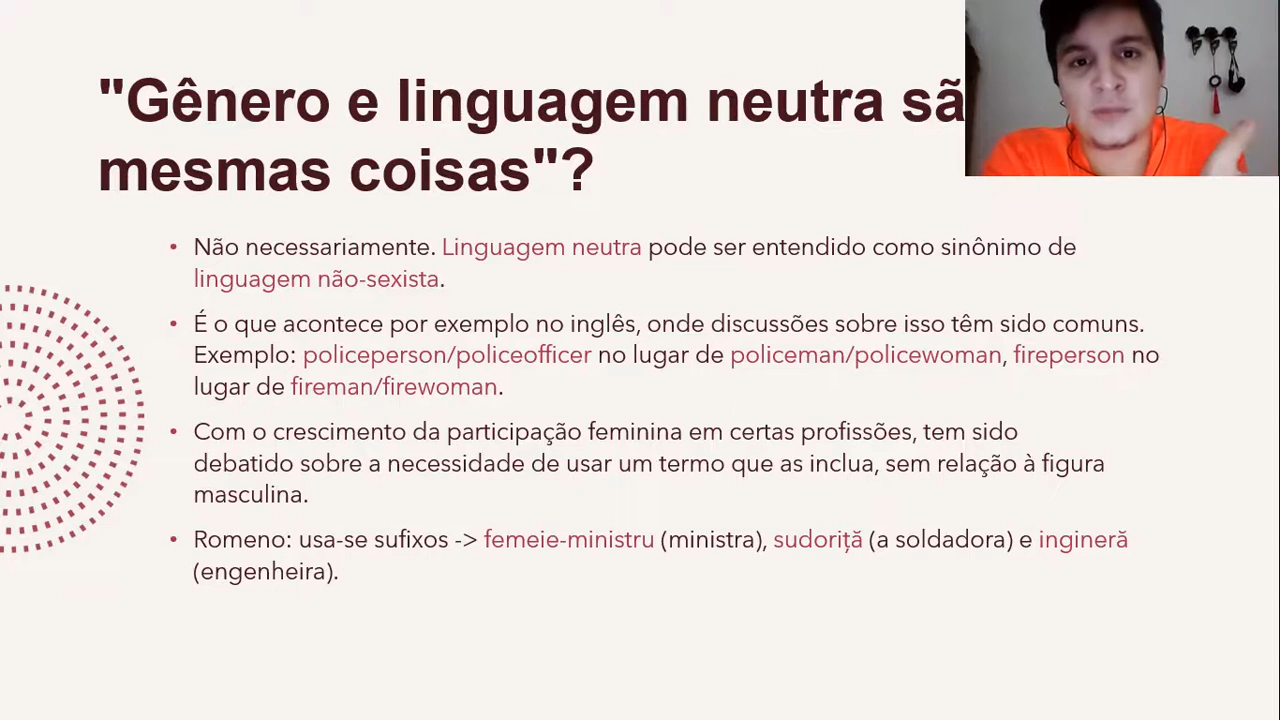 "Gênero e linguagem neutra sã
mesmas coisas"?
• Não necessariamente. Linguagem neutra pode ser entendido como sinônimo de
linguagem não-sexista.
• É o que acontece por exemplo no inglês, onde discussões sobre isso têm sido comuns.
Exemplo: policeperson/policeofficer no lugar de policeman/policewoman, fireperson no
lugar de fireman/firewoman.
• Com o crescimento da participação feminina em certas profissões, tem sido
debatido sobre a necessidade de usar um termo que as inclua, sem relação à figura
masculina.
• Romeno: usa-se sufixos -> femeie-ministru (ministra), sudoriță (a soldadora) e ingineră
(engenheira).